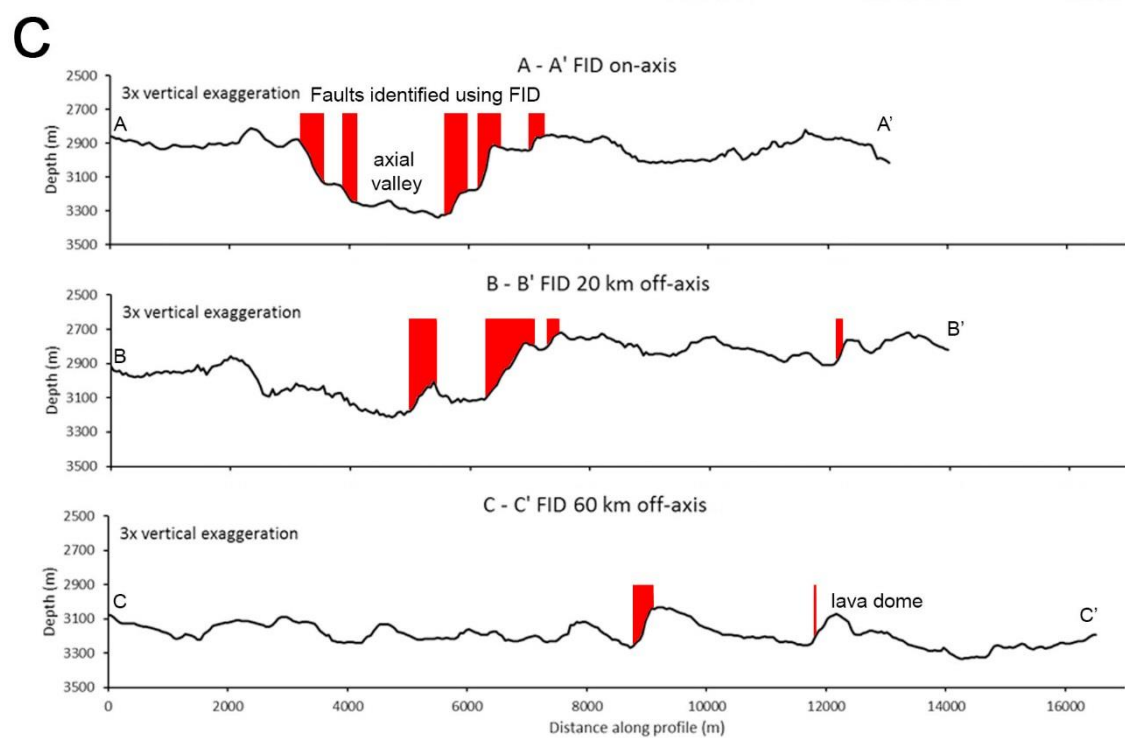 C
A - A' FID on-axis
2500
3x vertical exaggeration
Faults identified using FID
2700
A
A’
2900
axial
valley
3100
3300
3500
Depth (m)
B - B' FID 20 km off-axis
2500
3x vertical exaggeration
2700
B
B’
2900
3100
3300
3500
Depth (m)
C - C' FID 60 km off-axis
2500
3x vertical exaggeration
2700
2900
C
lava dome
C’
3100
3300
3500
Depth (m)
0 2000 4000 6000 8000 10000 12000 14000 16000
Distance along profile (m)